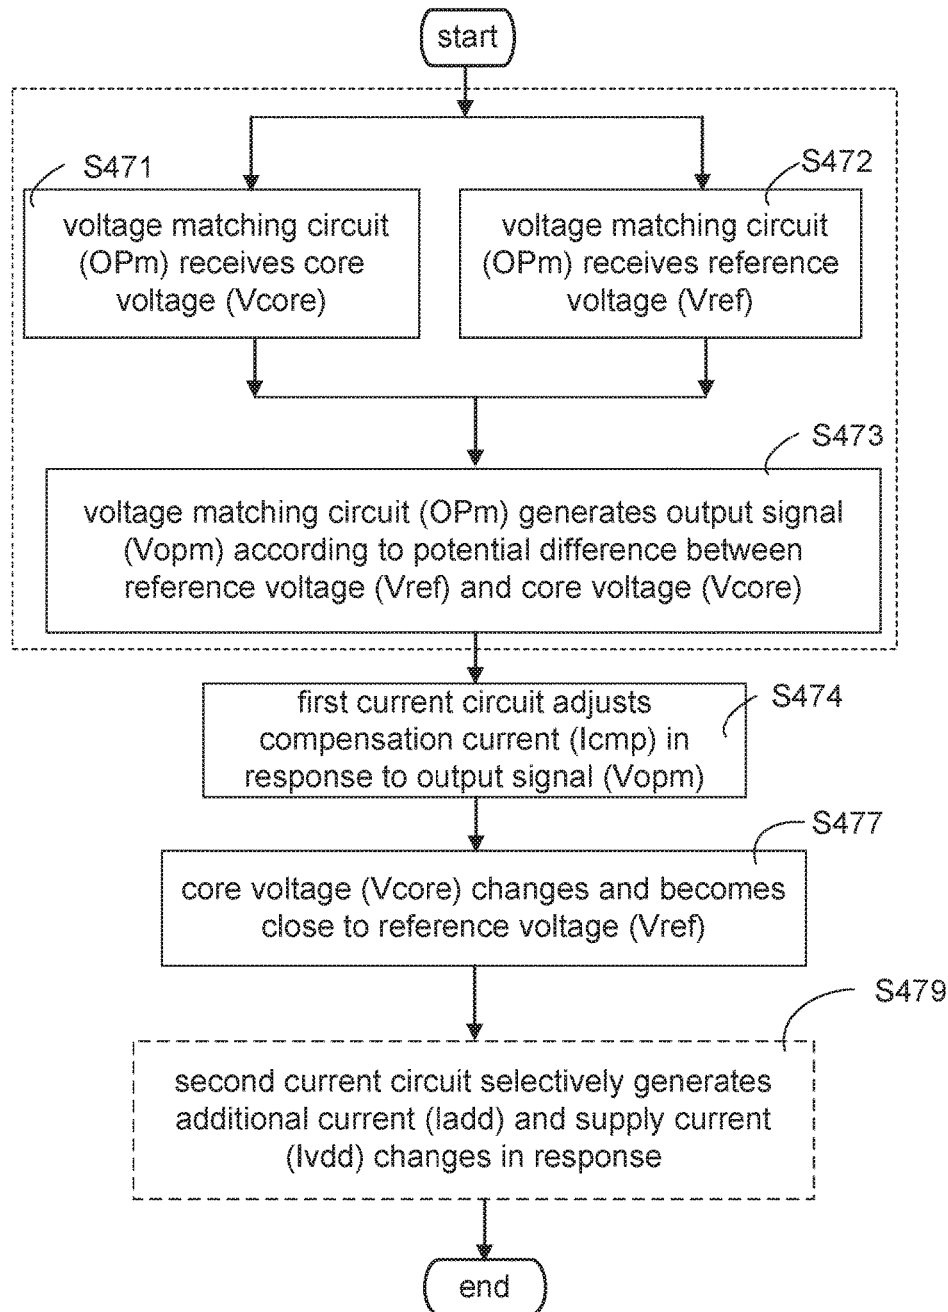 start
S471
S472
voltage matching circuit
(OPm) receives core
voltage (Vcore)
voltage matching circuit
(OPm) receives reference
voltage (Vref)
S473
voltage matching circuit (OPm) generates output signal
(Vopm) according to potential difference between
reference voltage (Vref) and core voltage (Vcore)
S474
first current circuit adjusts
compensation current (Icmp) in
response to output signal (Vopm)
S477
core voltage (Vcore) changes and becomes
close to reference voltage (Vref)
S479
second current circuit selectively generates
additional current (Iadd) and supply current
(Ivdd) changes in response
end